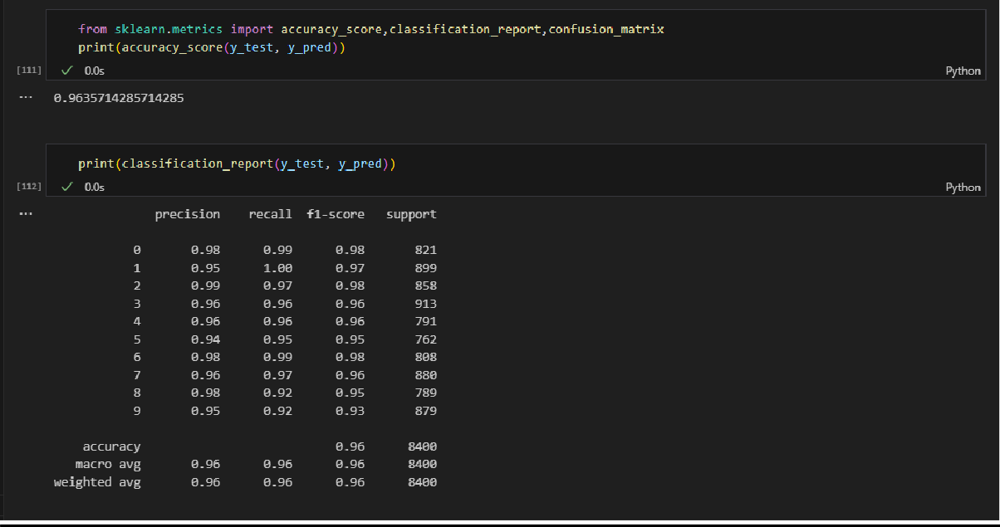 from sklearn.metrics import accuracy_score,classification_report,confusion_matrix
print(accuracy_score(y_test, y_pred))
[111] ✓ 0.0s Python
... 0.9635714285714285
print(classification_report(y_test, y_pred))
[112] ✓ 0.0s Python
... precision recall f1-score support
0 0.98 0.99 0.98 821
1 0.95 1.00 0.97 899
2 0.99 0.97 0.98 858
3 0.96 0.96 0.96 913
4 0.96 0.96 0.96 791
5 0.94 0.95 0.95 762
6 0.98 0.99 0.98 808
7 0.96 0.97 0.96 880
8 0.98 0.92 0.95 789
9 0.95 0.92 0.93 879
accuracy 0.96 8400
macro avg 0.96 0.96 0.96 8400
weighted avg 0.96 0.96 0.96 8400